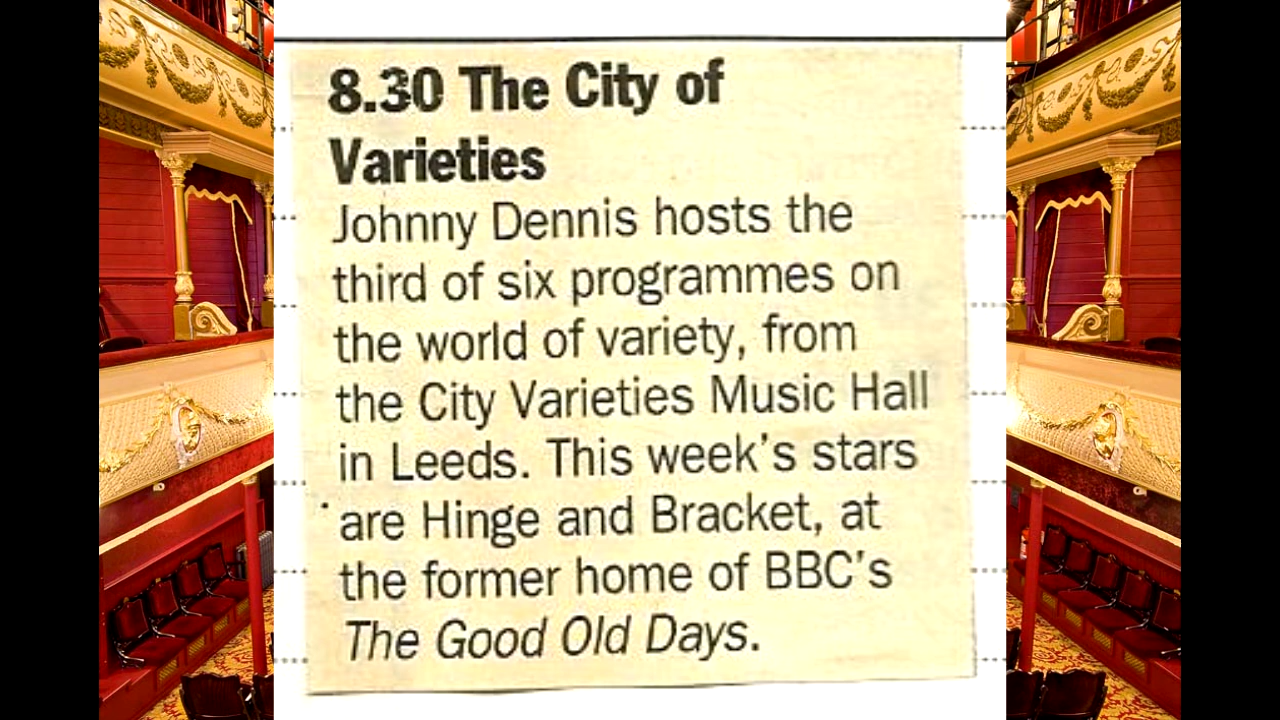 8.30 The City of
Varieties
Johnny Dennis hosts the
third of six programmes on
the world of variety, from
the City Varieties Music Hall
in Leeds. This week's stars
are Hinge and Bracket, at
the former home of BBC's
The Good Old Days.